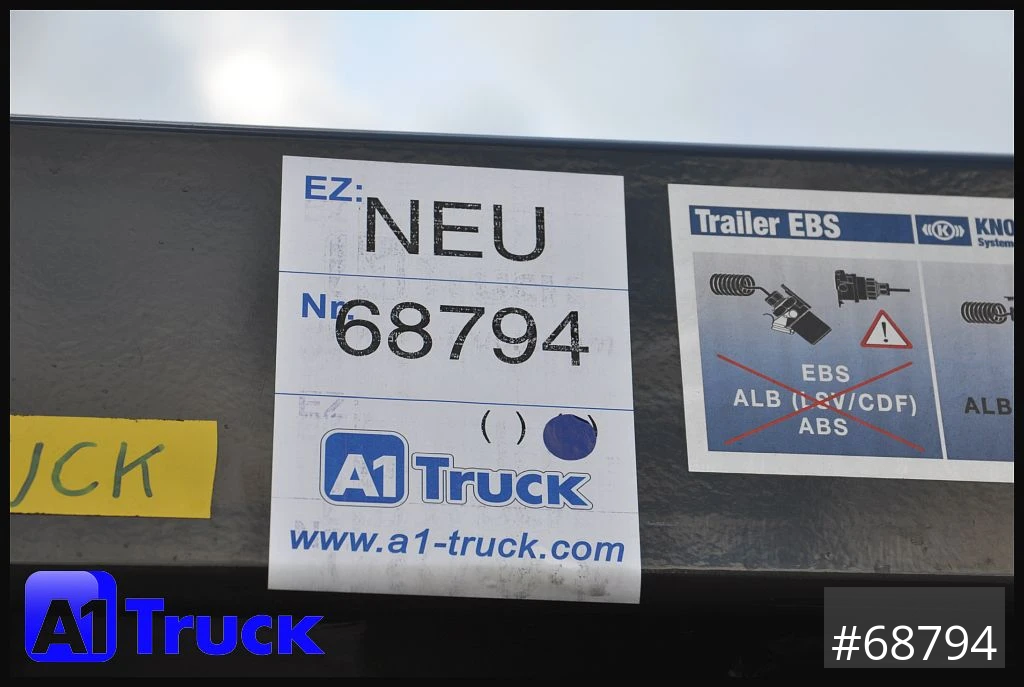 EZ: NEU
Nr. 68794
EZ:
( ) ( )
A1 Truck
www.a1-truck.com
UCK
Trailer EBS
KNO
System
EBS
ALB (LSV/CDF)
ABS
ALB
A1 Truck
#68794